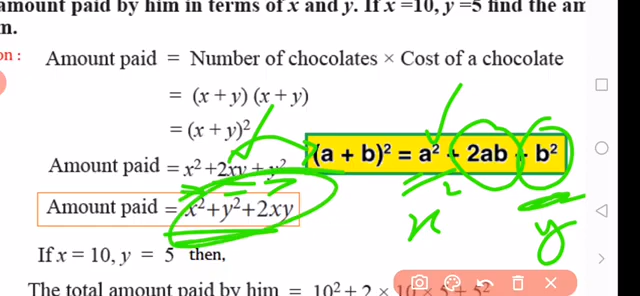 amount paid by him in terms of x and y. If x =10, y =5 find the am
n.
on : Amount paid = Number of chocolates × Cost of a chocolate
= (x + y) (x + y)
= (x + y)²
(a + b)² = a² + 2ab + b²
Amount paid = x² + 2xy + y²
Amount paid = x²+y²+2xy
x²
y
If x = 10, y = 5 then,
The total amount paid by him = 10² + 2 × 10 × 5 + 5²